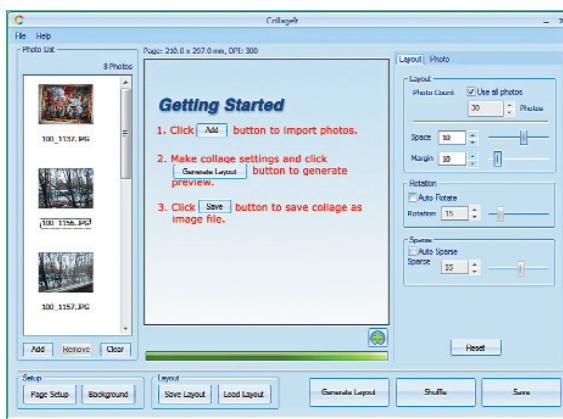 CollageIt
File Help
Photo List
8 Photos
100_1137.JPG
100_1156.JPG
100_1157.JPG
Add Remove Clear
Page: 210.0 x 297.0 mm, DPI: 300
Getting Started
1. Click Add button to import photos.
2. Make collage settings and click
Generate Layout button to generate
preview.
3. Click Save button to save collage as
image file.
Layout Photo
Layout
Photo Count Use all photos
30 Photos
Space 10
Margin 10
Rotation
Auto Rotate
Rotation 15
Sparse
Auto Sparse
Sparse 55
Reset
Setup
Page Setup Background
Layout
Save Layout Load Layout
Generate Layout Shuffle Save